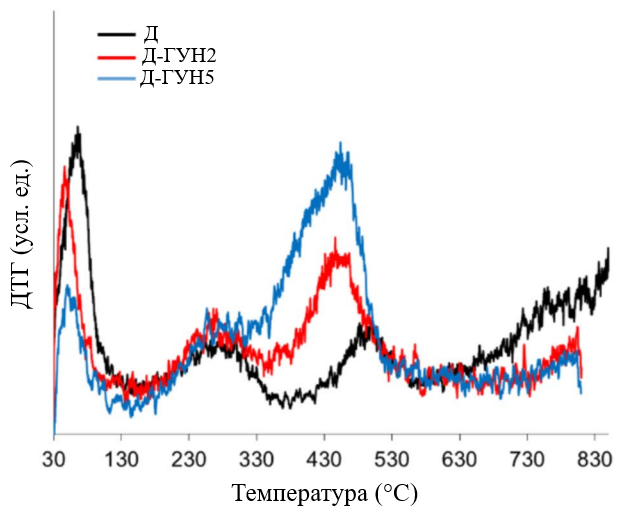 Д
Д-ГУН2
Д-ГУН5
ДТГ (усл. ед.)
30 130 230 330 430 530 630 730 830
Температура (°C)